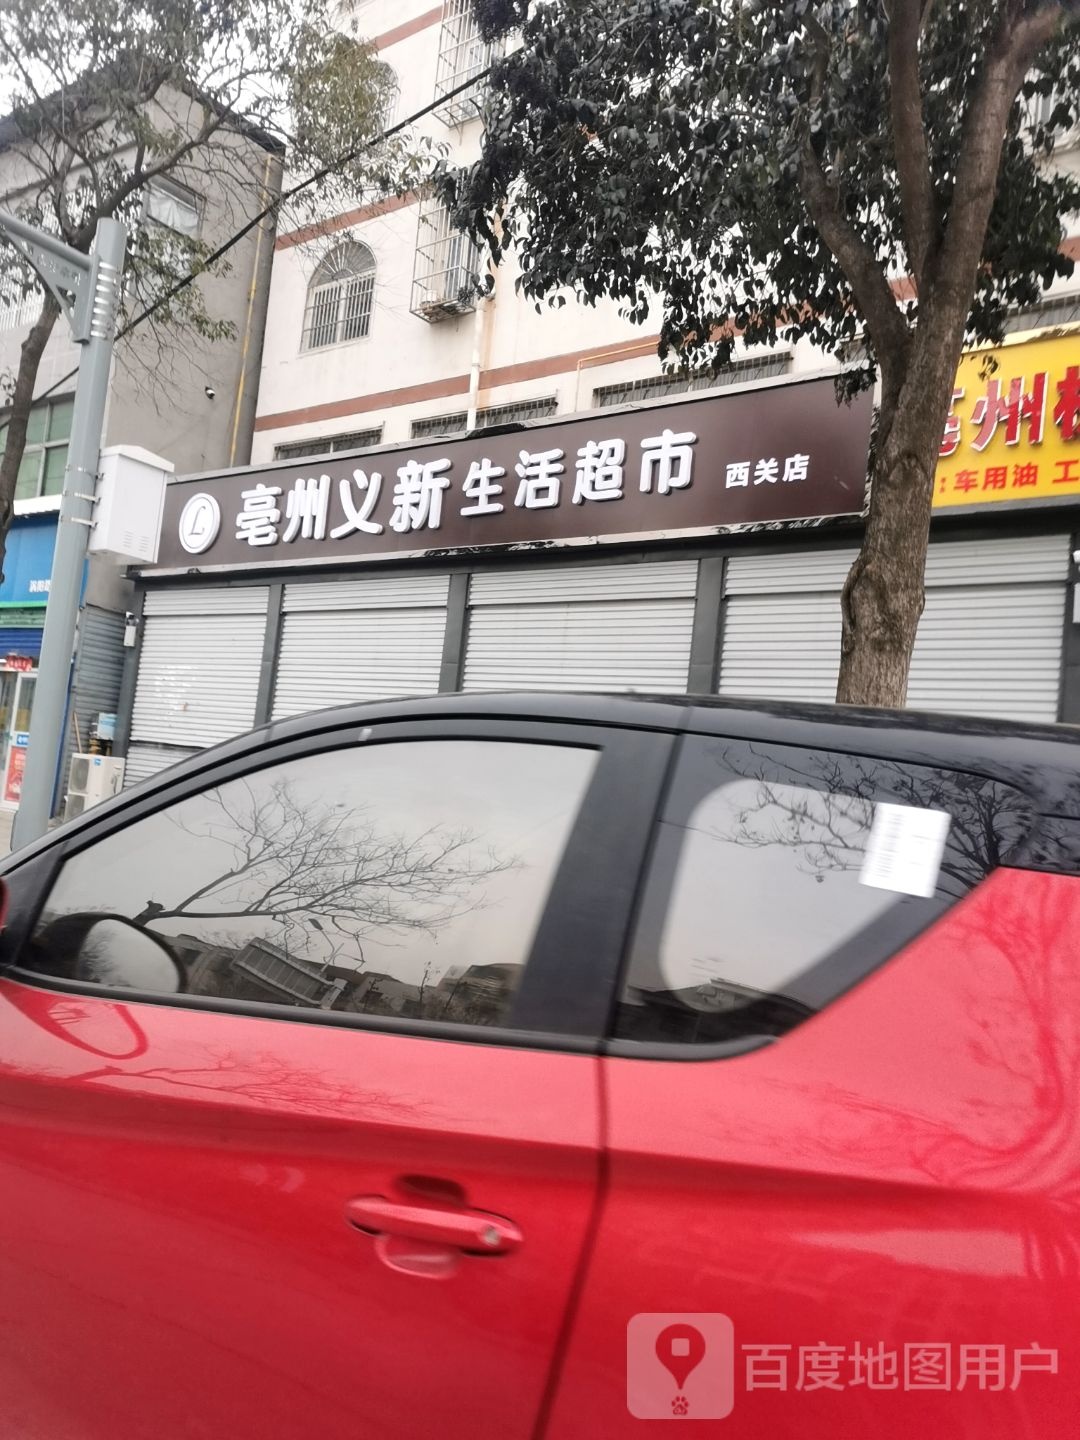 亳州义新生活超市 西关店
亳州
:车用油 工
百度地图用户